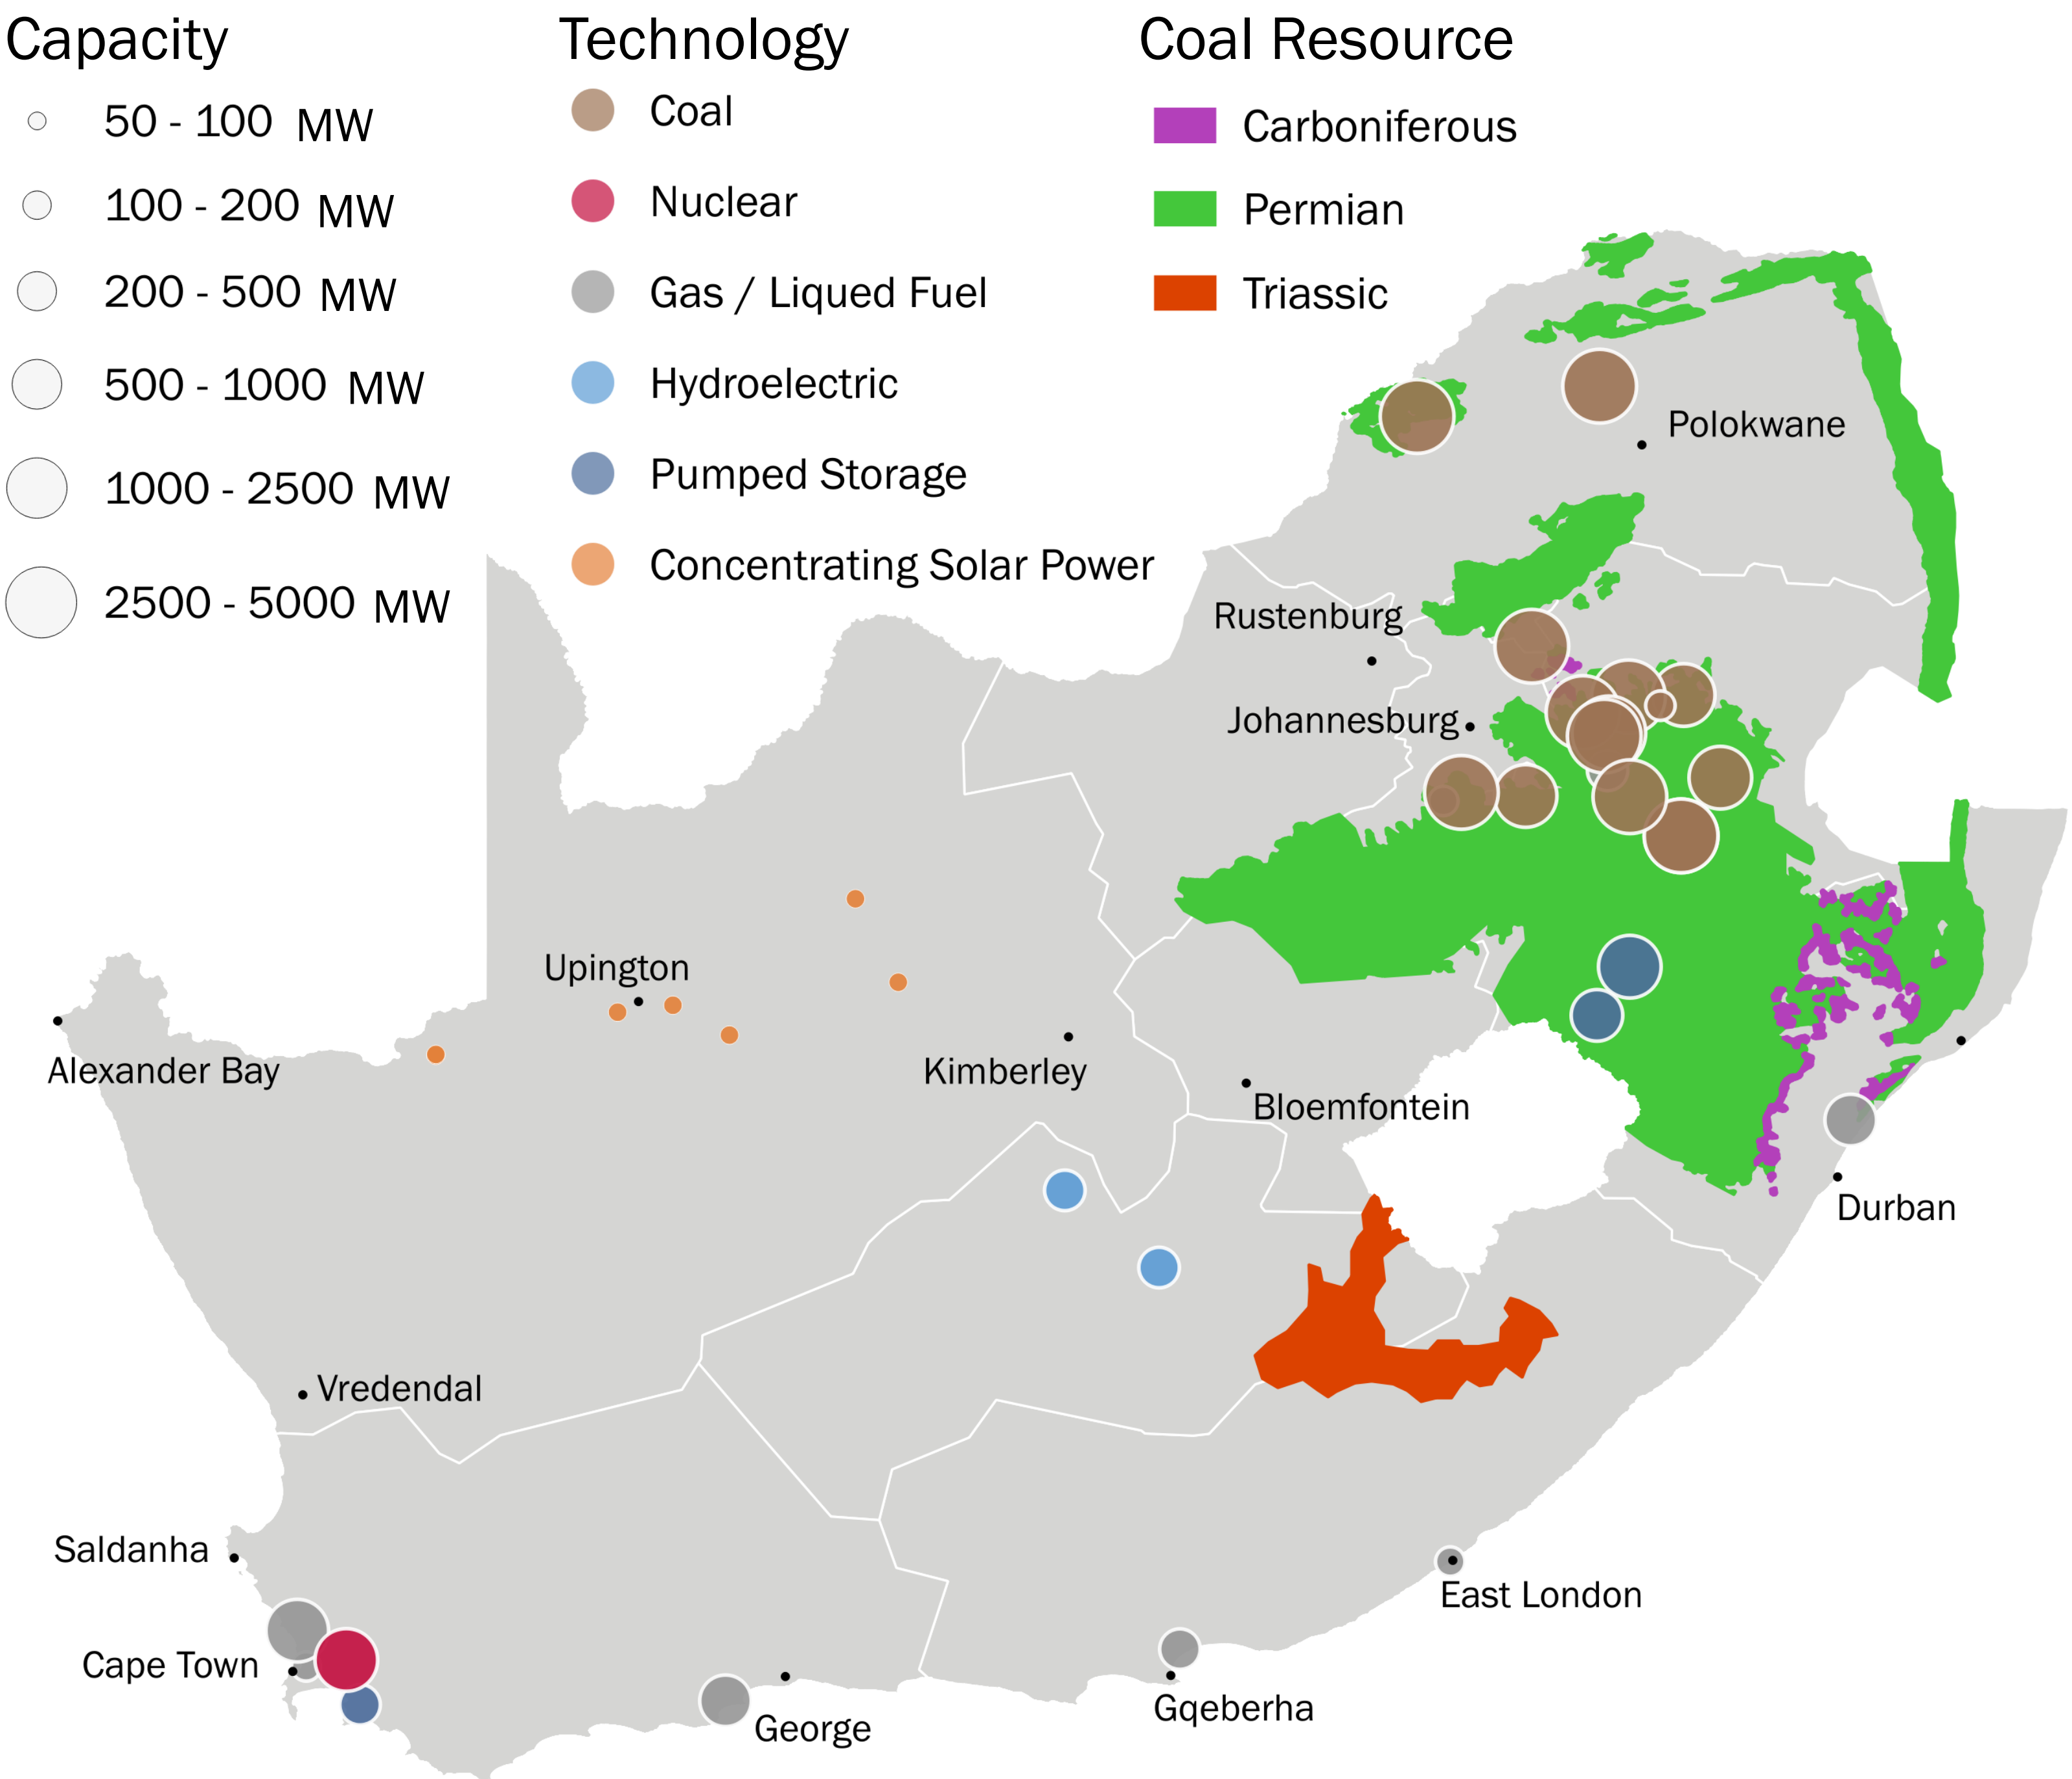 Capacity
50 - 100 MW
100 - 200 MW
200 - 500 MW
500 - 1000 MW
1000 - 2500 MW
2500 - 5000 MW
Technology
Coal
Nuclear
Gas / Liqued Fuel
Hydroelectric
Pumped Storage
Concentrating Solar Power
Coal Resource
Carboniferous
Permian
Triassic
Polokwane
Rustenburg
Johannesburg
Upington
Alexander Bay
Kimberley
Bloemfontein
Durban
Vredendal
Saldanha
East London
Cape Town
Gqeberha
George